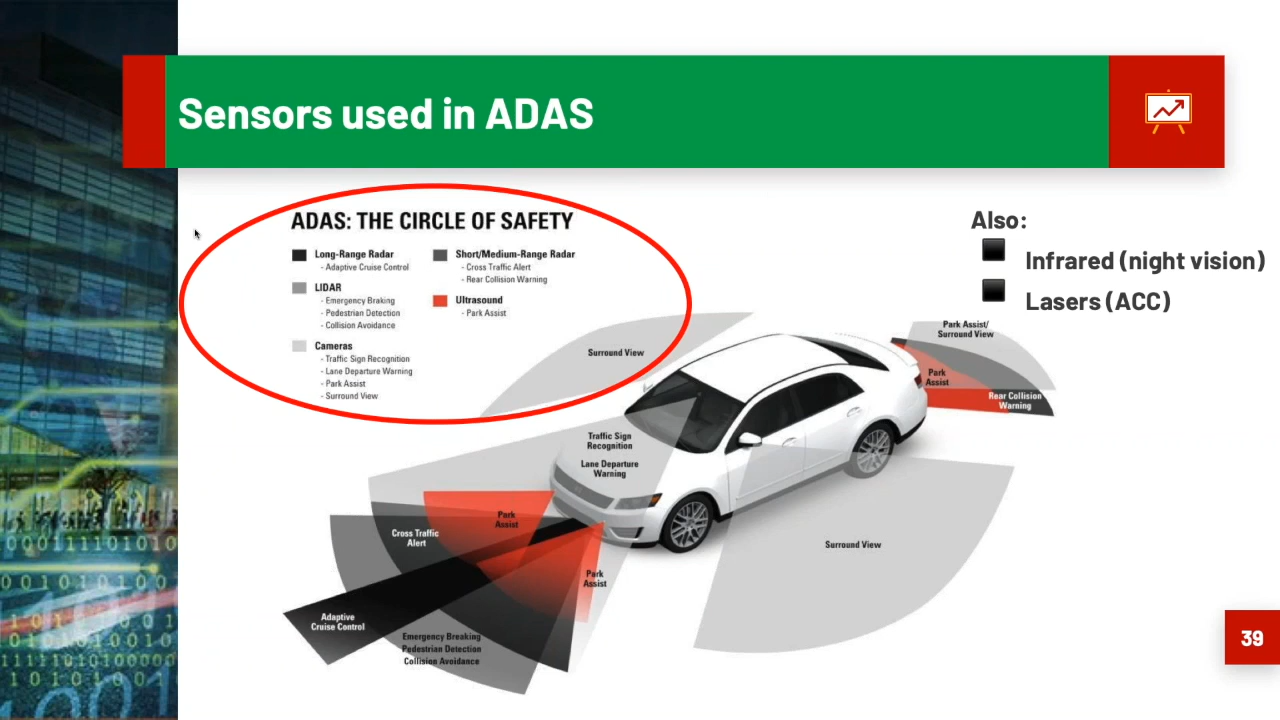 Sensors used in ADAS
ADAS: THE CIRCLE OF SAFETY
Long-Range Radar
- Adaptive Cruise Control
LIDAR
- Emergency Braking
- Pedestrian Detection
- Collision Avoidance
Cameras
- Traffic Sign Recognition
- Lane Departure Warning
- Park Assist
- Surround View
Short/Medium-Range Radar
- Cross Traffic Alert
- Rear Collision Warning
Ultrasound
- Park Assist
Also:
Infrared (night vision)
Lasers (ACC)
Park Assist/
Surround View
Surround View
Park
Assist
Rear Collision
Warning
Traffic Sign
Recognition
Lane Departure
Warning
Park
Assist
Cross Traffic
Alert
Surround View
Park
Assist
Adaptive
Cruise Control
Emergency Breaking
Pedestrian Detection
Collision Avoidance
39